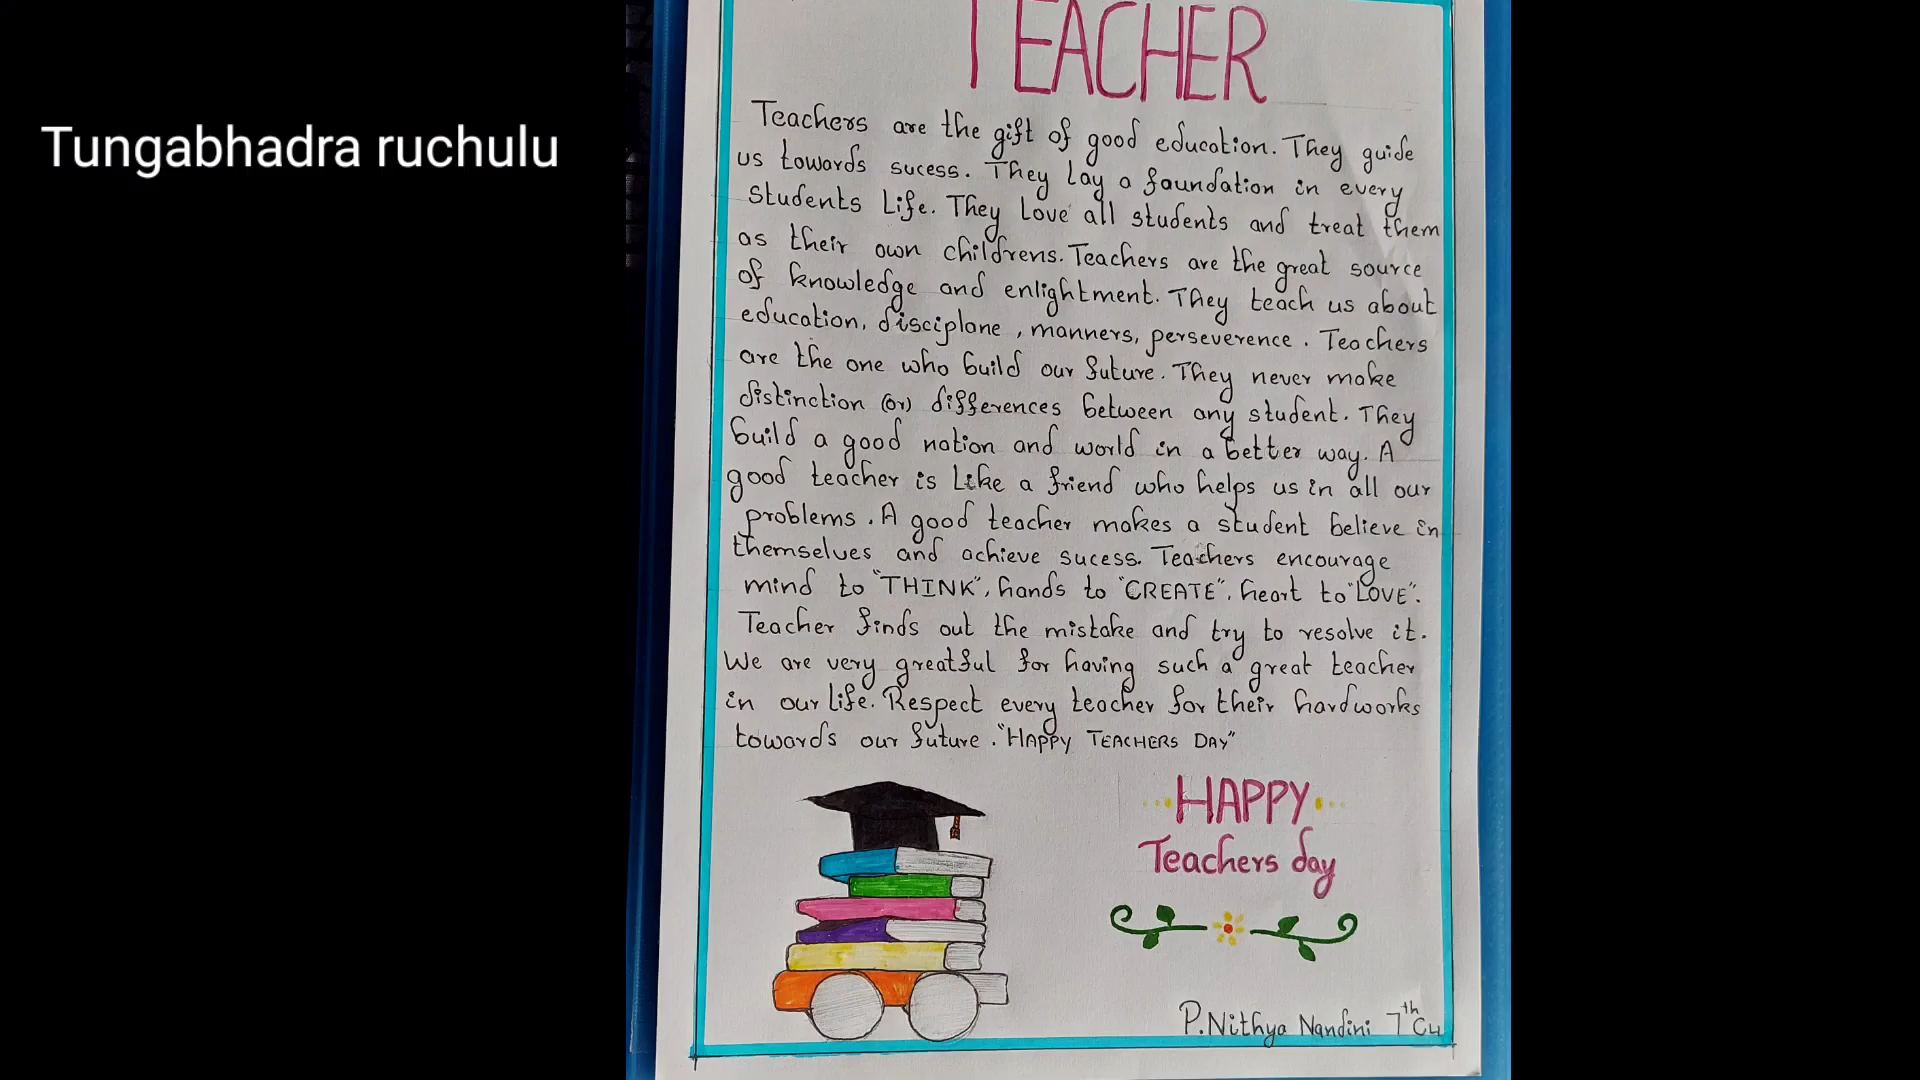 Tungabhadra ruchulu
TEACHER
Teachers are the gift of good education. They guide
us towards sucess. They lay a foundation in every
students life. They love all students and treat them
as their own childrens. Teachers are the great source
of knowledge and enlightment. They teach us about
education, disciplane, manners, perseverence. Teachers
are the one who build our future. They never make
distinction (or) differences between any student. They
build a good nation and world in a better way. A
good teacher is like a friend who helps us in all our
problems. A good teacher makes a student believe in
themselves and achieve sucess. Teachers encourage
mind to "THINK", hands to "CREATE", heart to "LOVE".
Teacher finds out the mistake and try to resolve it.
We are very greatful for having such a great teacher
in our life. Respect every teacher for their hardworks
towards our future. "HAPPY TEACHERS DAY"
HAPPY
Teachers day
P.Nithya Nandini 7th C4